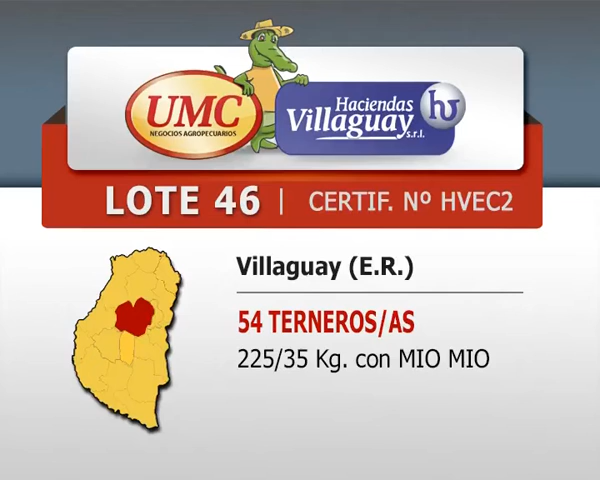 UMC
NEGOCIOS AGROPECUARIOS
Haciendas
Villaguay
s.r.l.
hv
LOTE 46 | CERTIF. Nº HVEC2
Villaguay (E.R.)
54 TERNEROS/AS
225/35 Kg. con MIO MIO